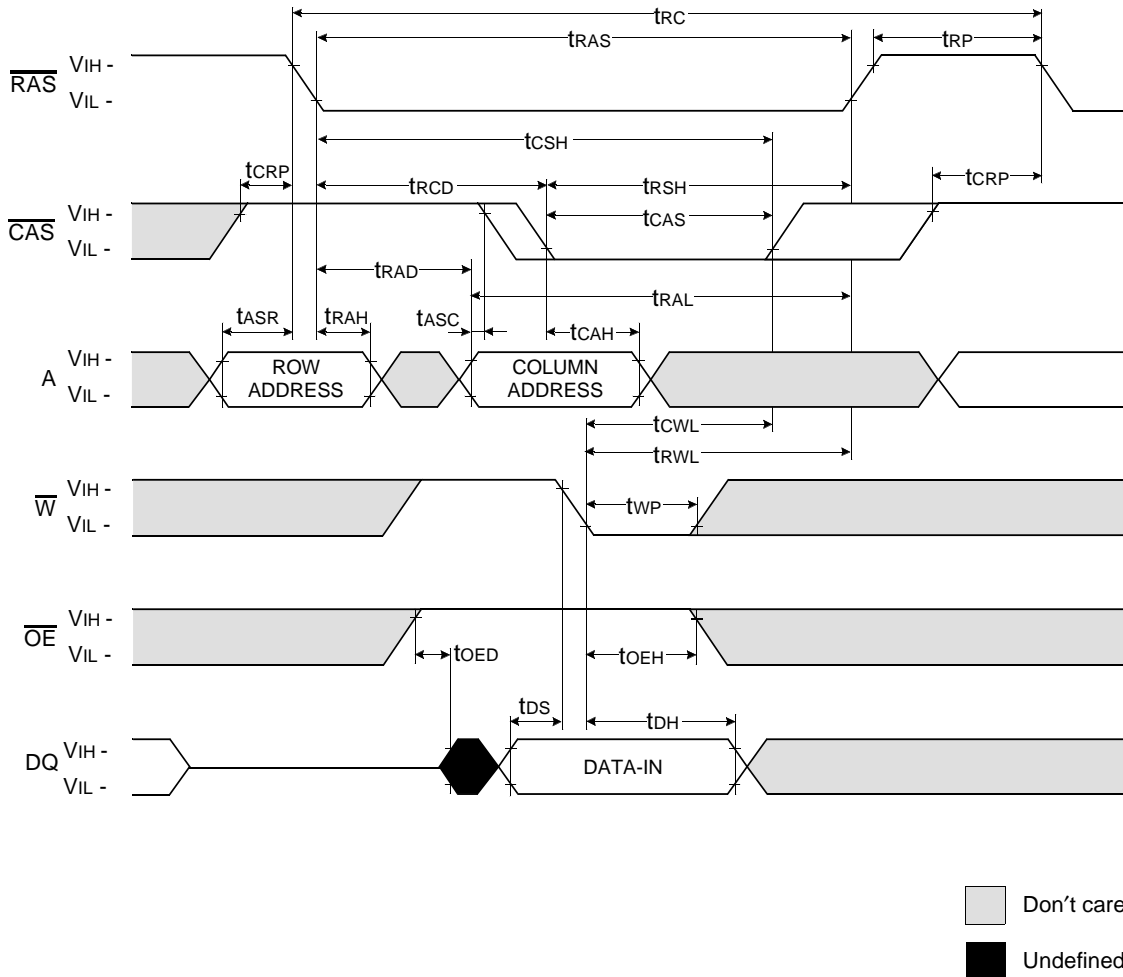 tRC
tRAS
tRP
RAS
VIH -
VIL -
tCSH
tCRP
tRCD
tRSH
tCRP
CAS
VIH -
VIL -
tCAS
tRAD
tRAL
tASR
tRAH
tASC
tCAH
A
VIH -
VIL -
ROW
ADDRESS
COLUMN
ADDRESS
tCWL
tRWL
W
VIH -
VIL -
tWP
OE
VIH -
VIL -
tOED
tOEH
tDS
tDH
DQ
VIH -
VIL -
DATA-IN
Don′t care
Undefined